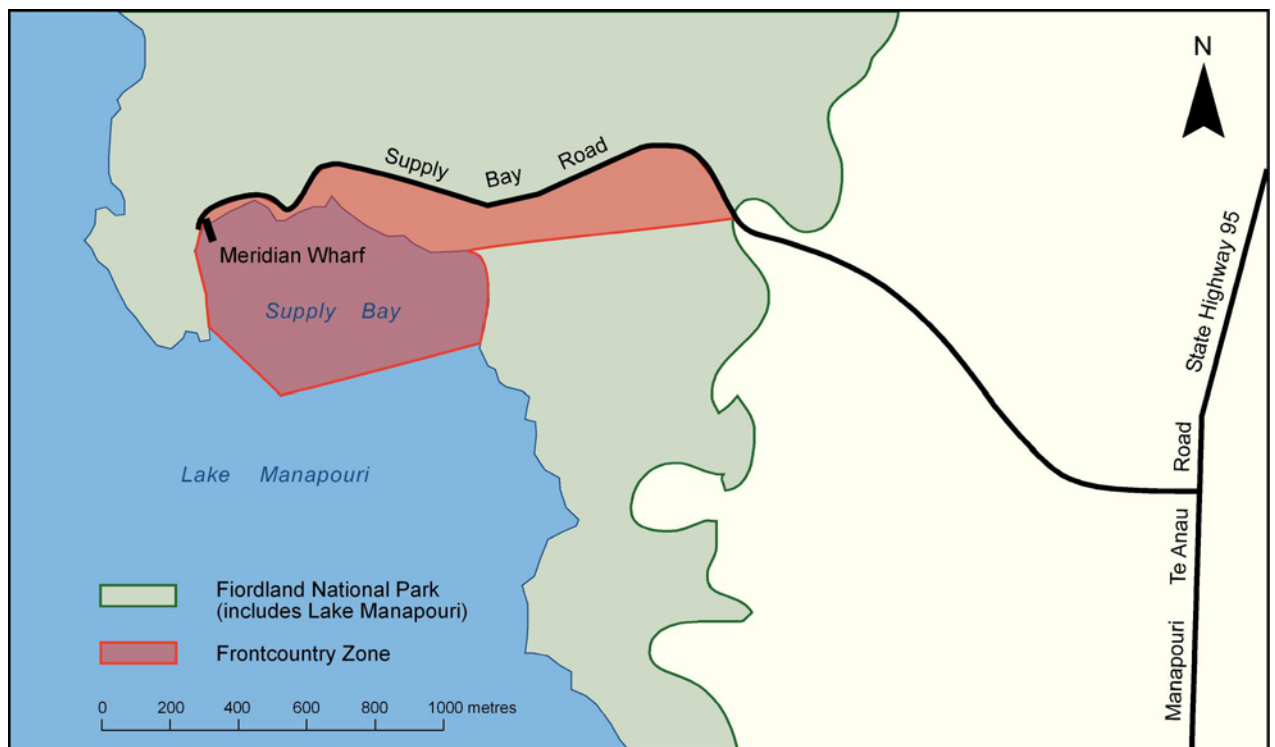 N
Supply Bay Road
State Highway 95
Meridian Wharf
Supply Bay
Lake Manapouri
Manapouri Te Anau Road
Fiordland National Park
(includes Lake Manapouri)
Frontcountry Zone
0 200 400 600 800 1000 metres